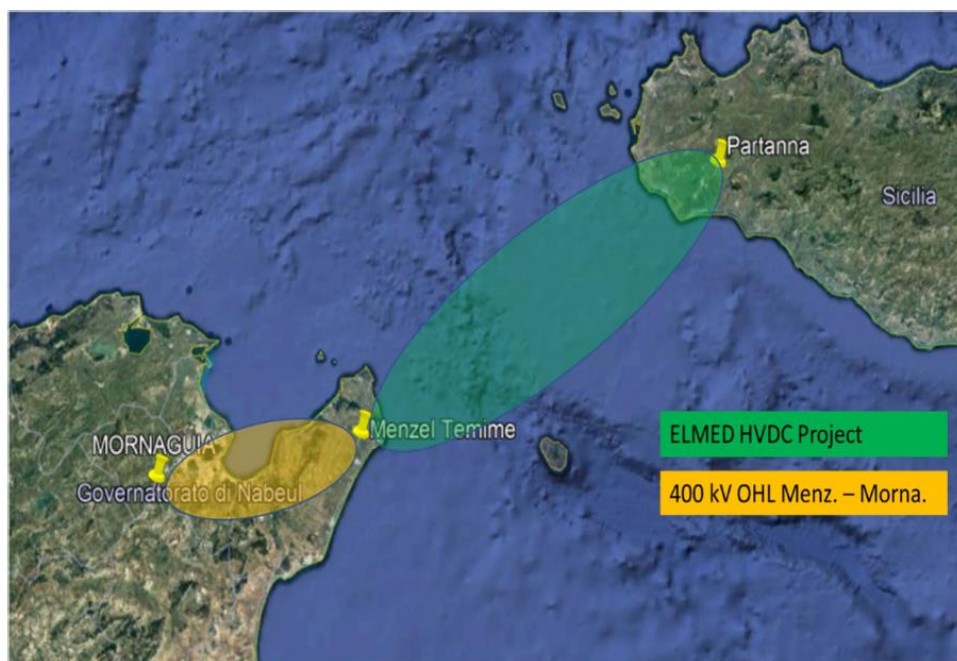 Partanna
Sicilia
Menzel Temime
MORNAGUIA
Governatorato di Nabeul
ELMED HVDC Project
400 kV OHL Menz. – Morna.